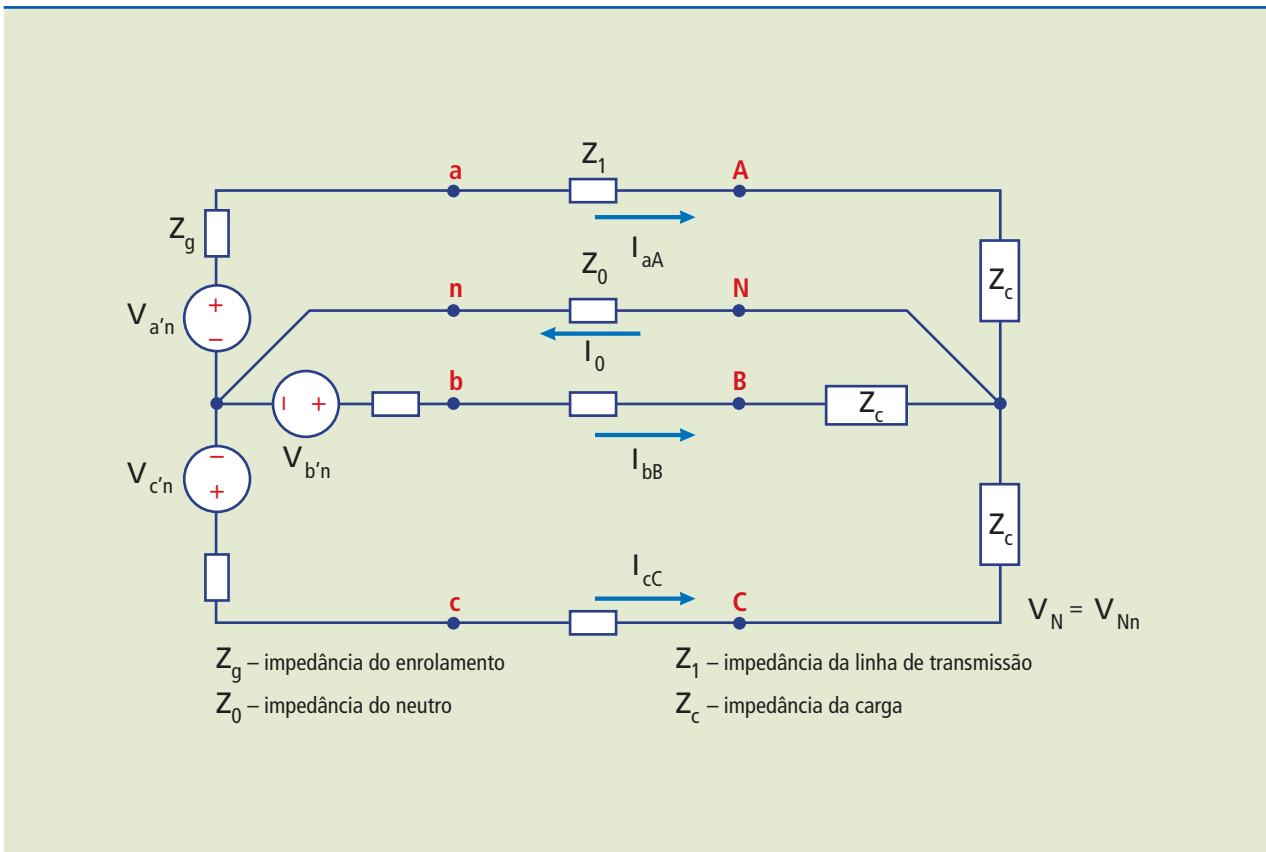 Z1
a
A
Zg
IaA
Z0
Zc
n
N
+
Va'n
−
I0
b
B
− +
Zc
Vb'n
IbB
−
Vc'n
+
Zc
IcC
c
C
VN = VNn
Zg – impedância do enrolamento
Z1 – impedância da linha de transmissão
Z0 – impedância do neutro
Zc – impedância da carga